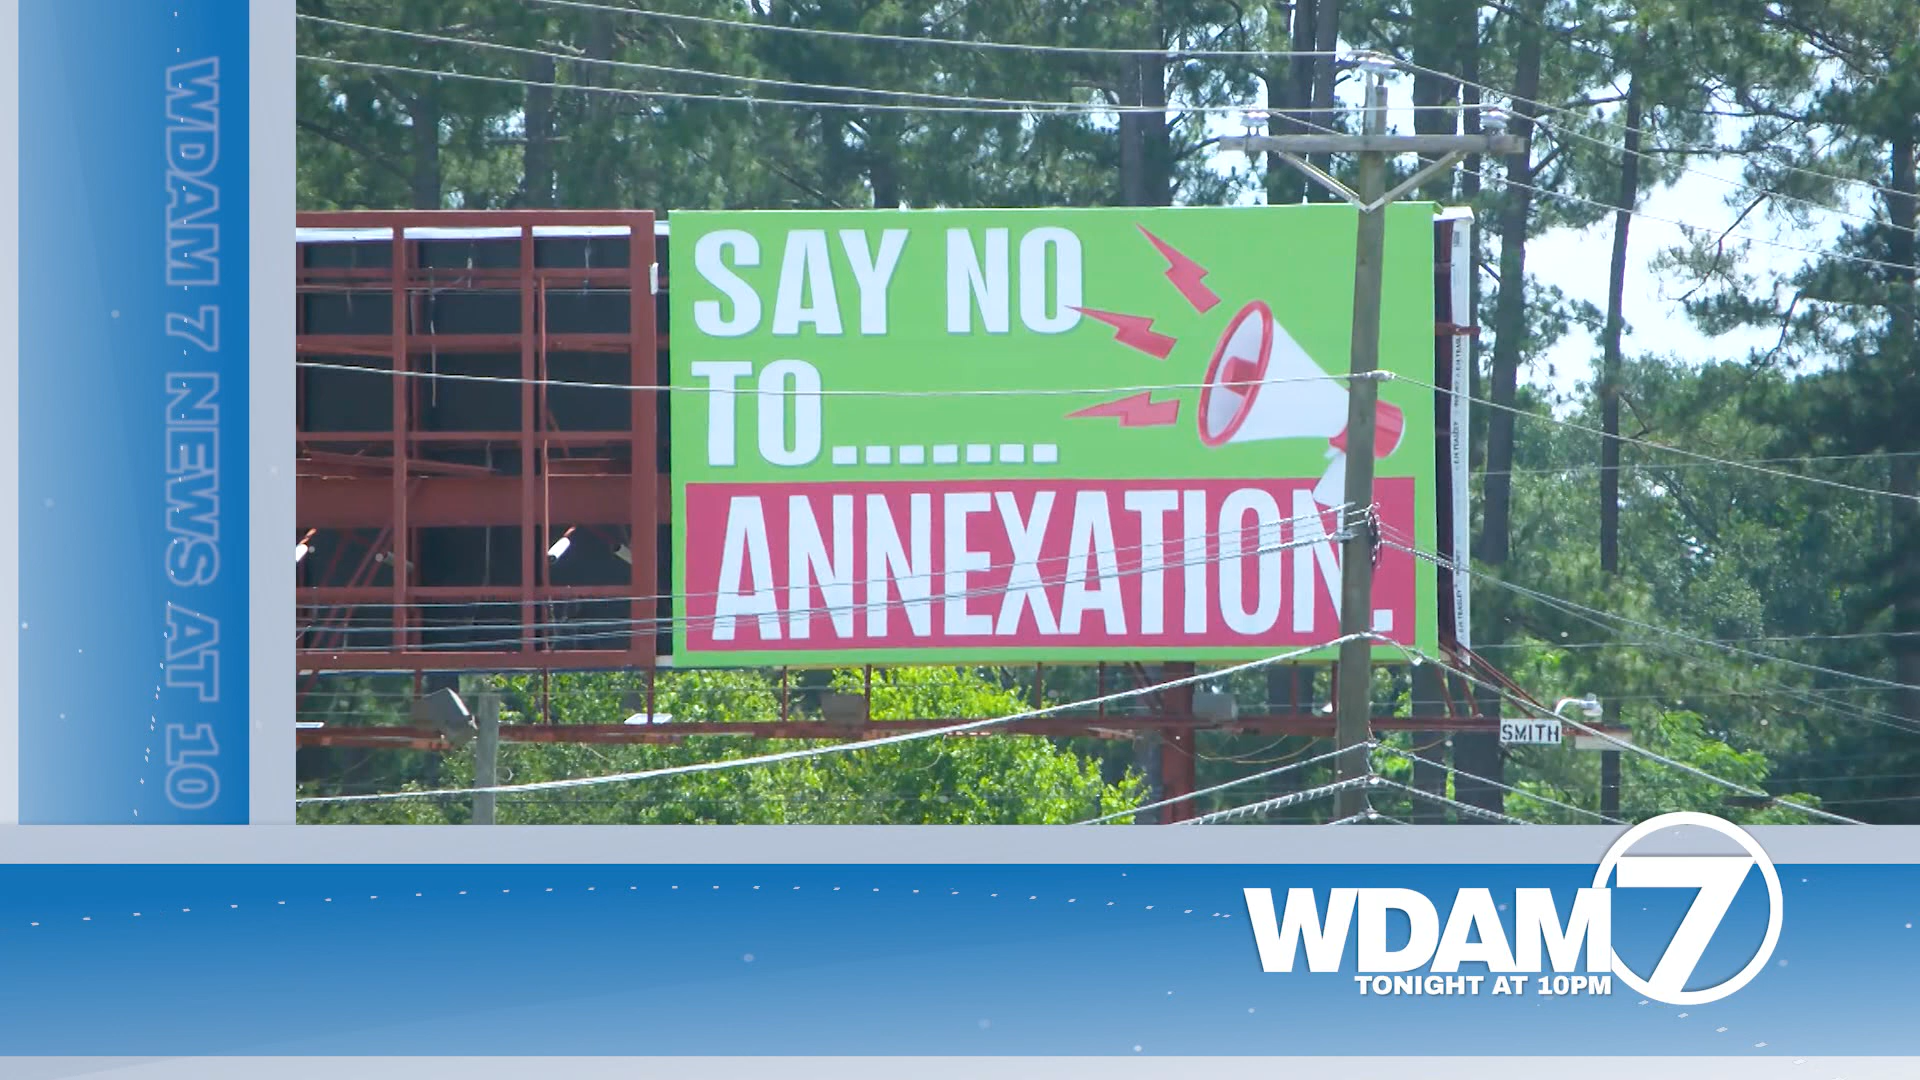 WDAM 7 NEWS AT 10
SAY NO
TO.......
ANNEXATION.
SMITH
WDAM 7
TONIGHT AT 10PM